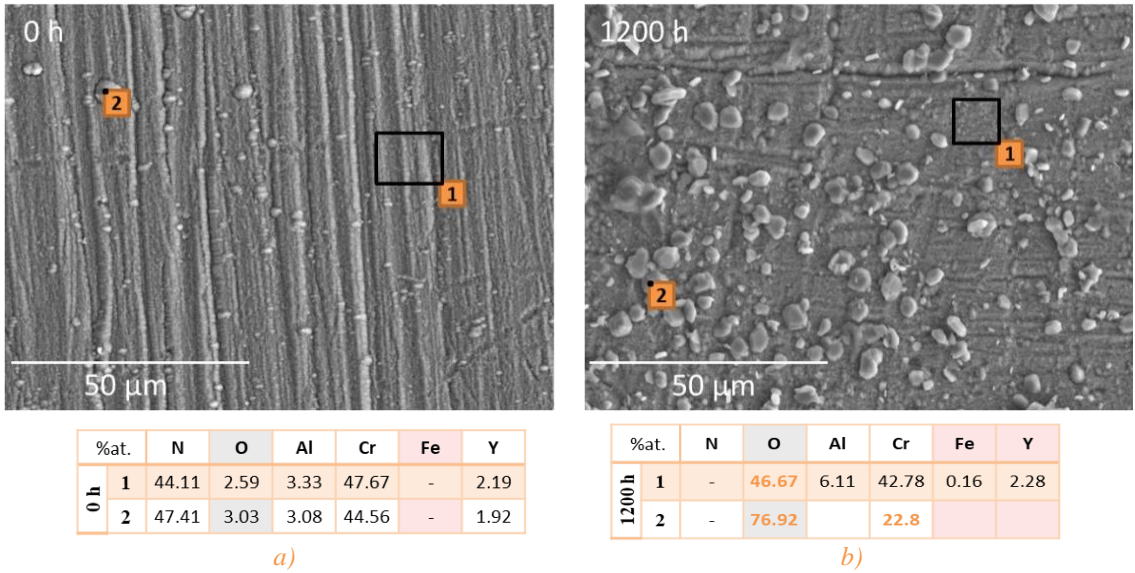 0 h
2
1
50 µm
1200 h
1
2
50 µm
%at. N O Al Cr Fe Y
0 h
1 44.11 2.59 3.33 47.67 - 2.19
2 47.41 3.03 3.08 44.56 - 1.92
a)
%at. N O Al Cr Fe Y
1200 h
1 - 46.67 6.11 42.78 0.16 2.28
2 - 76.92 22.8
b)